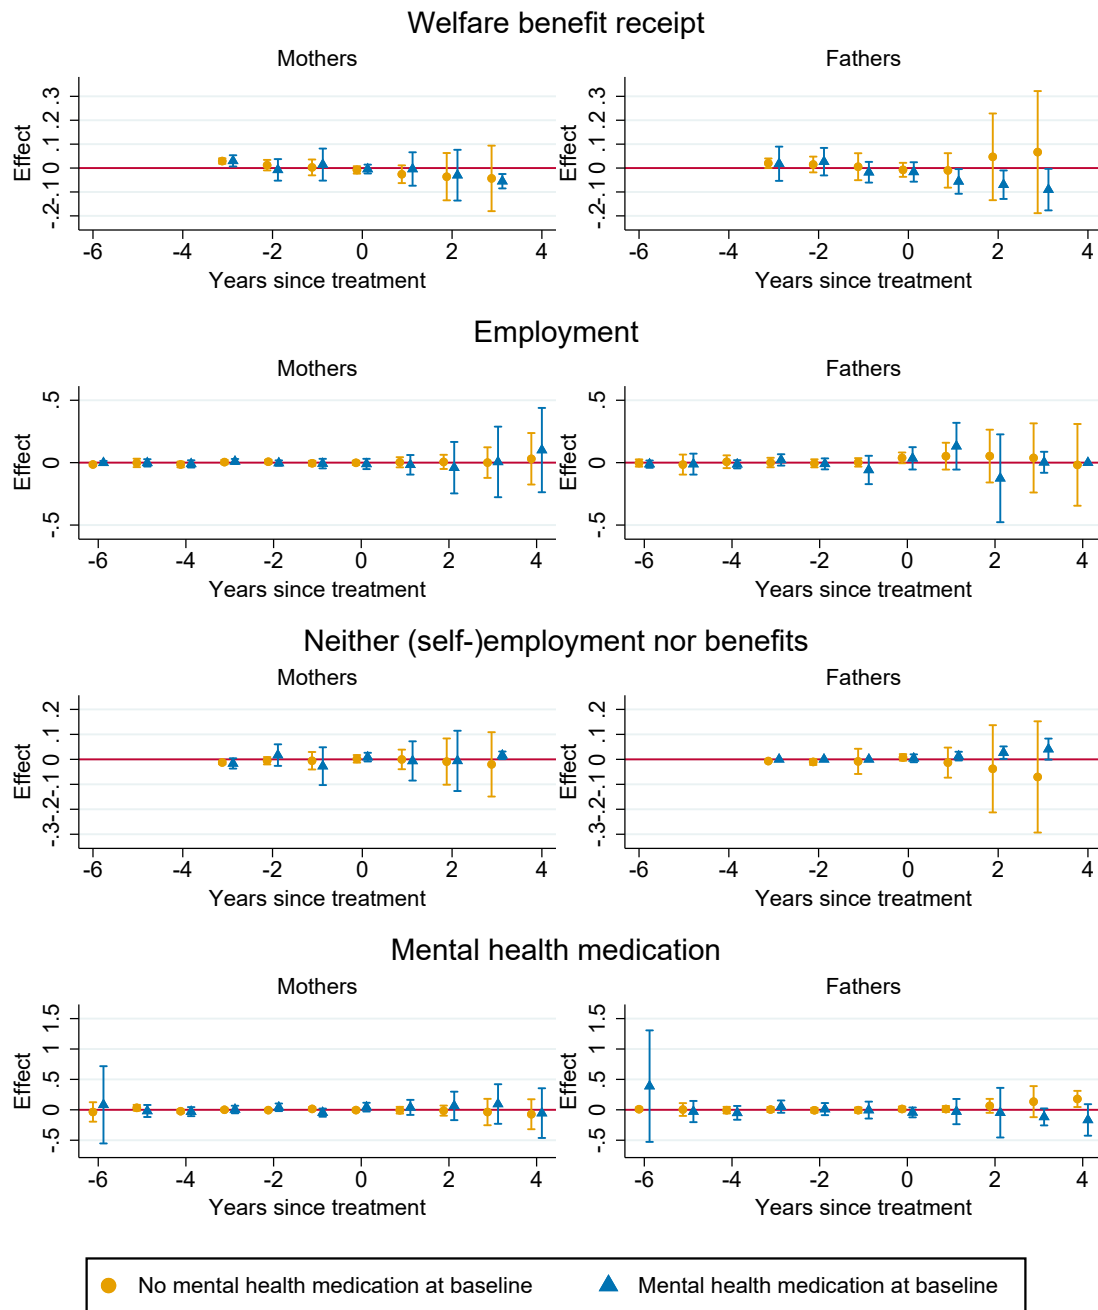 Welfare benefit receipt
Mothers
Fathers
Effect
-.2 -.1 0 .1 .2 .3
-6 -4 -2 0 2 4
Years since treatment
Effect
-.2 -.1 0 .1 .2 .3
-6 -4 -2 0 2 4
Years since treatment
Employment
Mothers
Fathers
Effect
-.5 0 .5
-6 -4 -2 0 2 4
Years since treatment
Effect
-.5 0 .5
-6 -4 -2 0 2 4
Years since treatment
Neither (self-)employment nor benefits
Mothers
Fathers
Effect
-.3 -.2 -.1 0 .1 .2
-6 -4 -2 0 2 4
Years since treatment
Effect
-.3 -.2 -.1 0 .1 .2
-6 -4 -2 0 2 4
Years since treatment
Mental health medication
Mothers
Fathers
Effect
-.5 0 .5 1 1.5
-6 -4 -2 0 2 4
Years since treatment
Effect
-.5 0 .5 1 1.5
-6 -4 -2 0 2 4
Years since treatment
No mental health medication at baseline
Mental health medication at baseline